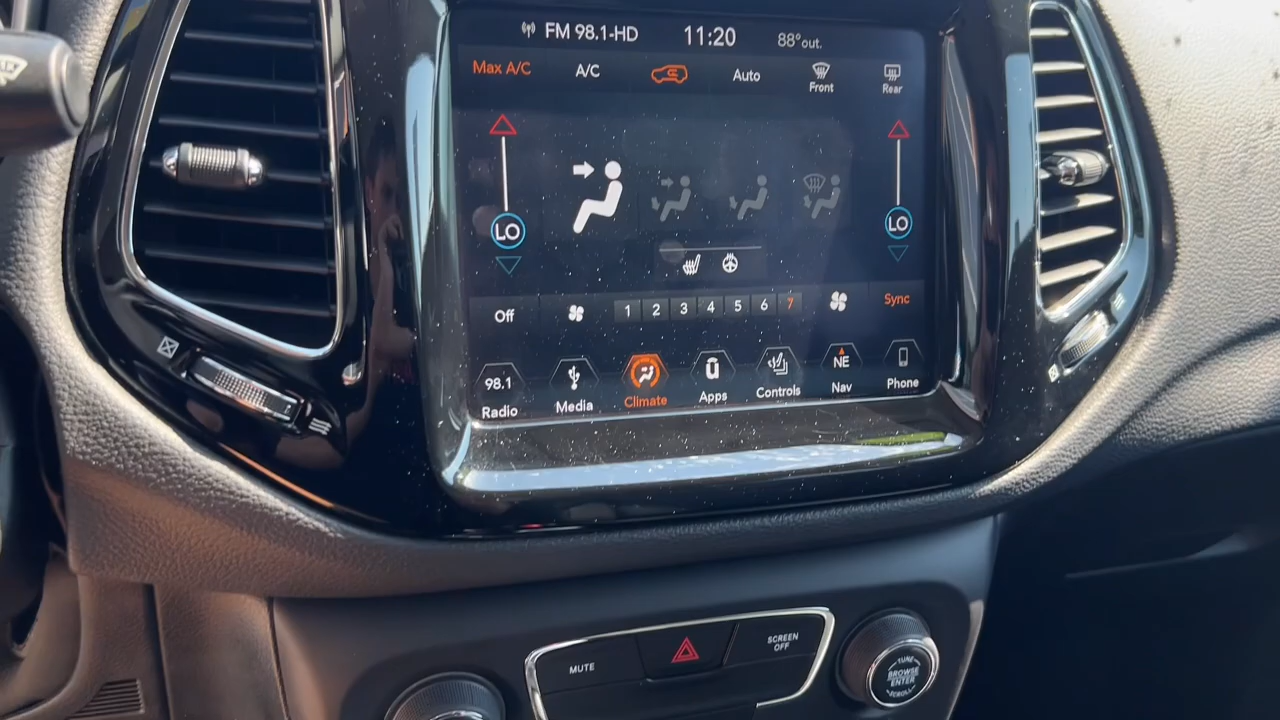 FM 98.1-HD 11:20 88°out.
Max A/C A/C Auto Front Rear
LO LO
Off 1 2 3 4 5 6 7 Sync
98.1 NE
Radio Media Climate Apps Controls Nav Phone
MUTE SCREEN OFF
TUNE
BROWSE
ENTER
SCROLL